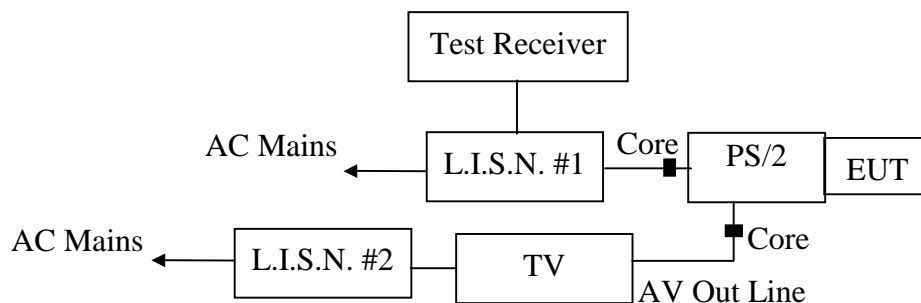 Test Receiver
AC Mains
L.I.S.N. #1
Core
PS/2
EUT
AC Mains
L.I.S.N. #2
TV
Core
AV Out Line